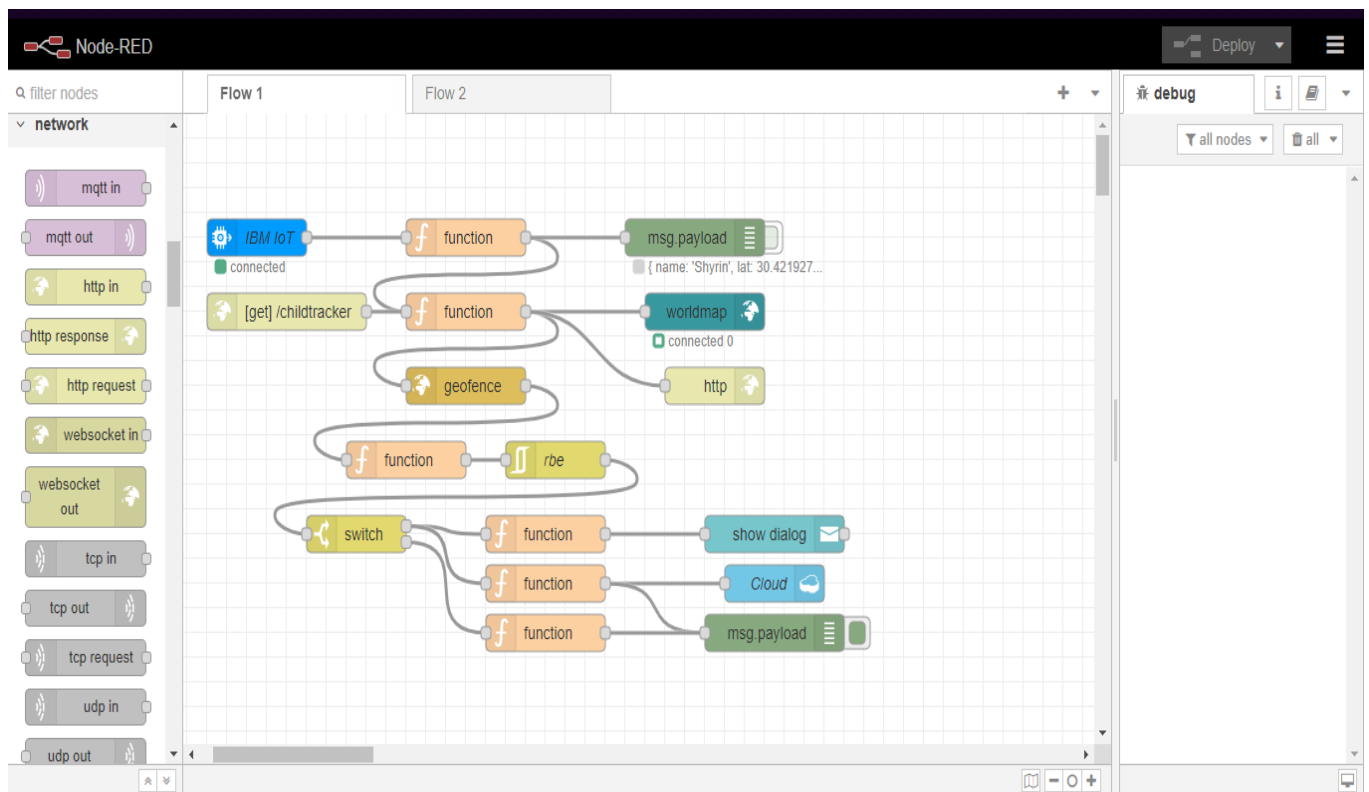 Node-RED
Deploy
filter nodes
Flow 1
Flow 2
debug
i
network
all nodes
all
mqtt in
mqtt out
http in
http response
http request
websocket in
websocket
out
tcp in
tcp out
tcp request
udp in
udp out
IBM IoT
function
msg.payload
connected
{ name: 'Shyrin', lat: 30.421927...
[get] /childtracker
function
worldmap
connected 0
geofence
http
function
rbe
switch
function
show dialog
function
Cloud
function
msg.payload